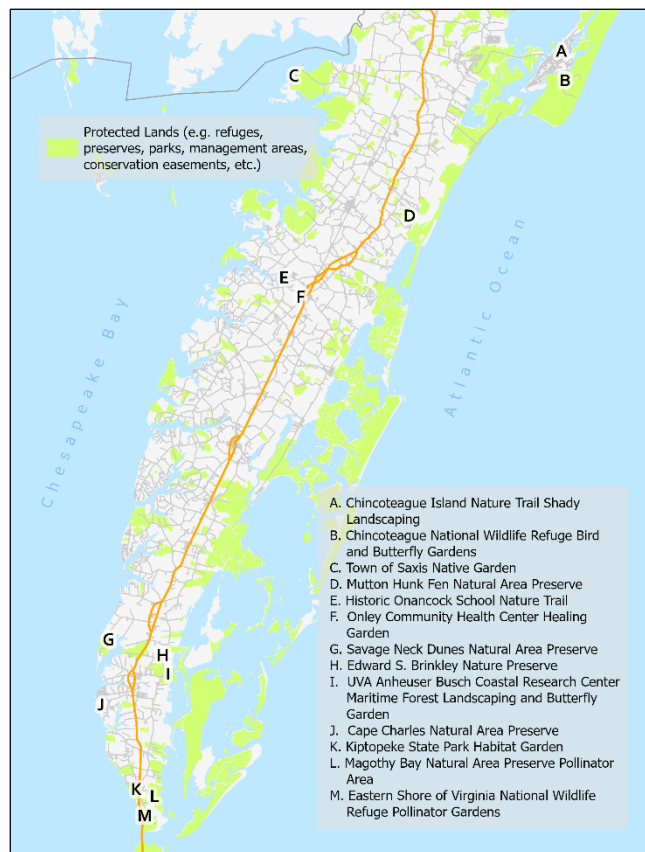 A
B
C
Protected Lands (e.g. refuges,
preserves, parks, management areas,
conservation easements, etc.)
D
E
F
Chesapeake Bay
Atlantic Ocean
A. Chincoteague Island Nature Trail Shady
Landscaping
B. Chincoteague National Wildlife Refuge Bird
and Butterfly Gardens
C. Town of Saxis Native Garden
D. Mutton Hunk Fen Natural Area Preserve
E. Historic Onancock School Nature Trail
F. Onley Community Health Center Healing
Garden
G. Savage Neck Dunes Natural Area Preserve
H. Edward S. Brinkley Nature Preserve
I. UVA Anheuser Busch Coastal Research Center
Maritime Forest Landscaping and Butterfly
Garden
J. Cape Charles Natural Area Preserve
K. Kiptopeke State Park Habitat Garden
L. Magothy Bay Natural Area Preserve Pollinator
Area
M. Eastern Shore of Virginia National Wildlife
Refuge Pollinator Gardens
G
H
I
J
K
L
M